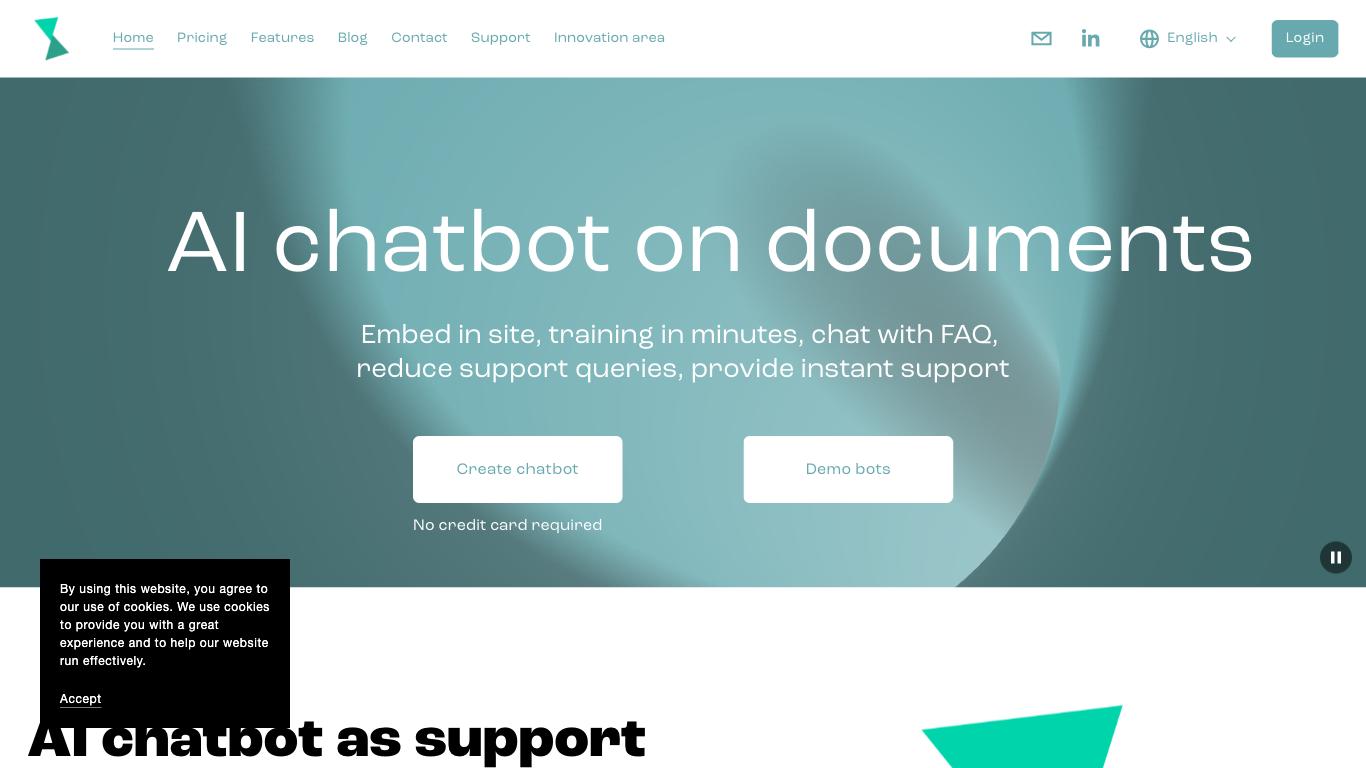 Home Pricing Features Blog Contact Support Innovation area English Login
AI chatbot on documents
Embed in site, training in minutes, chat with FAQ,
reduce support queries, provide instant support
Create chatbot Demo bots
No credit card required
By using this website, you agree to
our use of cookies. We use cookies
to provide you with a great
experience and to help our website
run effectively.
Accept
AI chatbot as support